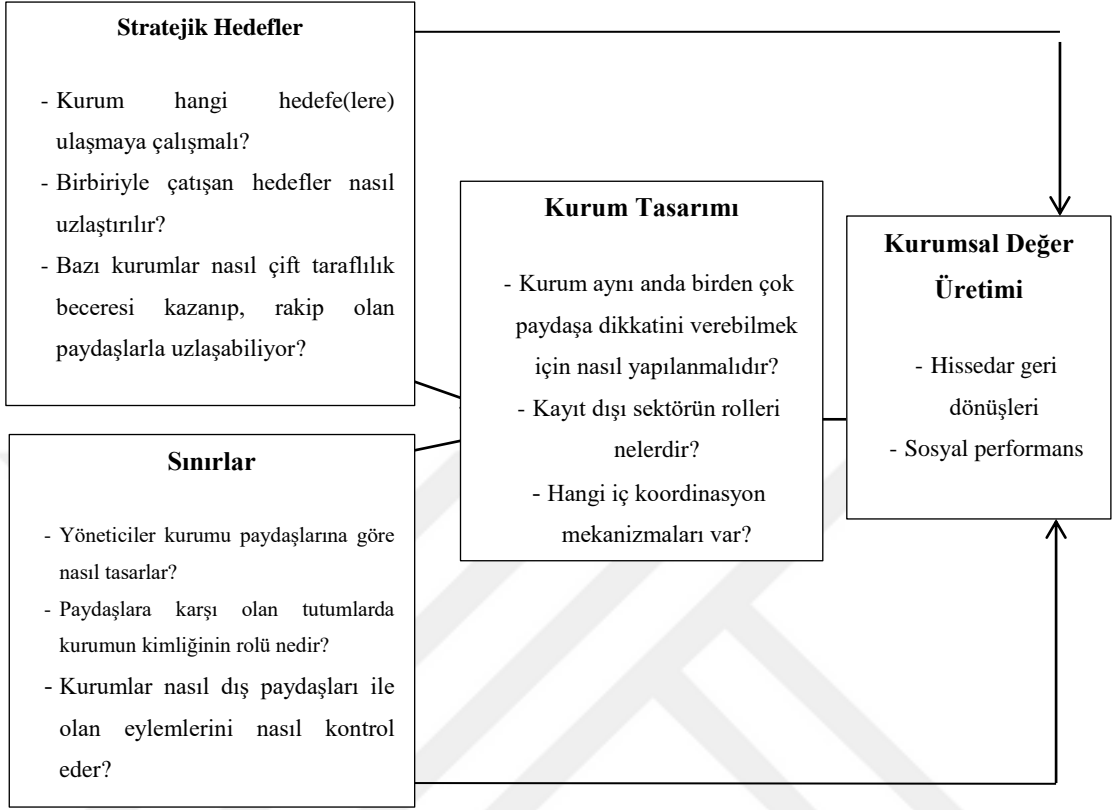 Stratejik Hedefler
- Kurum hangi hedefe(lere)
ulaşmaya çalışmalı?
- Birbiriyle çatışan hedefler nasıl
uzlaştırılır?
- Bazı kurumlar nasıl çift taraflılık
beceresi kazanıp, rakip olan
paydaşlarla uzlaşabiliyor?
Sınırlar
- Yöneticiler kurumu paydaşlarına göre
nasıl tasarlar?
- Paydaşlara karşı olan tutumlarda
kurumun kimliğinin rolü nedir?
- Kurumlar nasıl dış paydaşları ile
olan eylemlerini nasıl kontrol
eder?
Kurum Tasarımı
- Kurum aynı anda birden çok
paydaşa dikkatini verebilmek
için nasıl yapılanmalıdır?
- Kayıt dışı sektörün rolleri
nelerdir?
- Hangi iç koordinasyon
mekanizmaları var?
Kurumsal Değer
Üretimi
- Hissedar geri
dönüşleri
- Sosyal performans